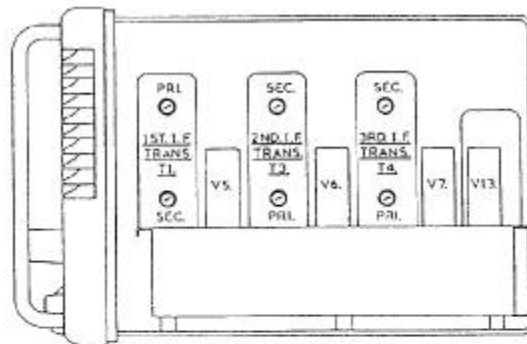 PRI.
1ST. I.F
TRANS.
T1.
SEC.
V5.
SEC.
2ND. I.F
TRANS.
T3.
PRI.
V6.
SEC.
3RD. I.F
TRANS.
T4.
PRI.
V7.
V13.